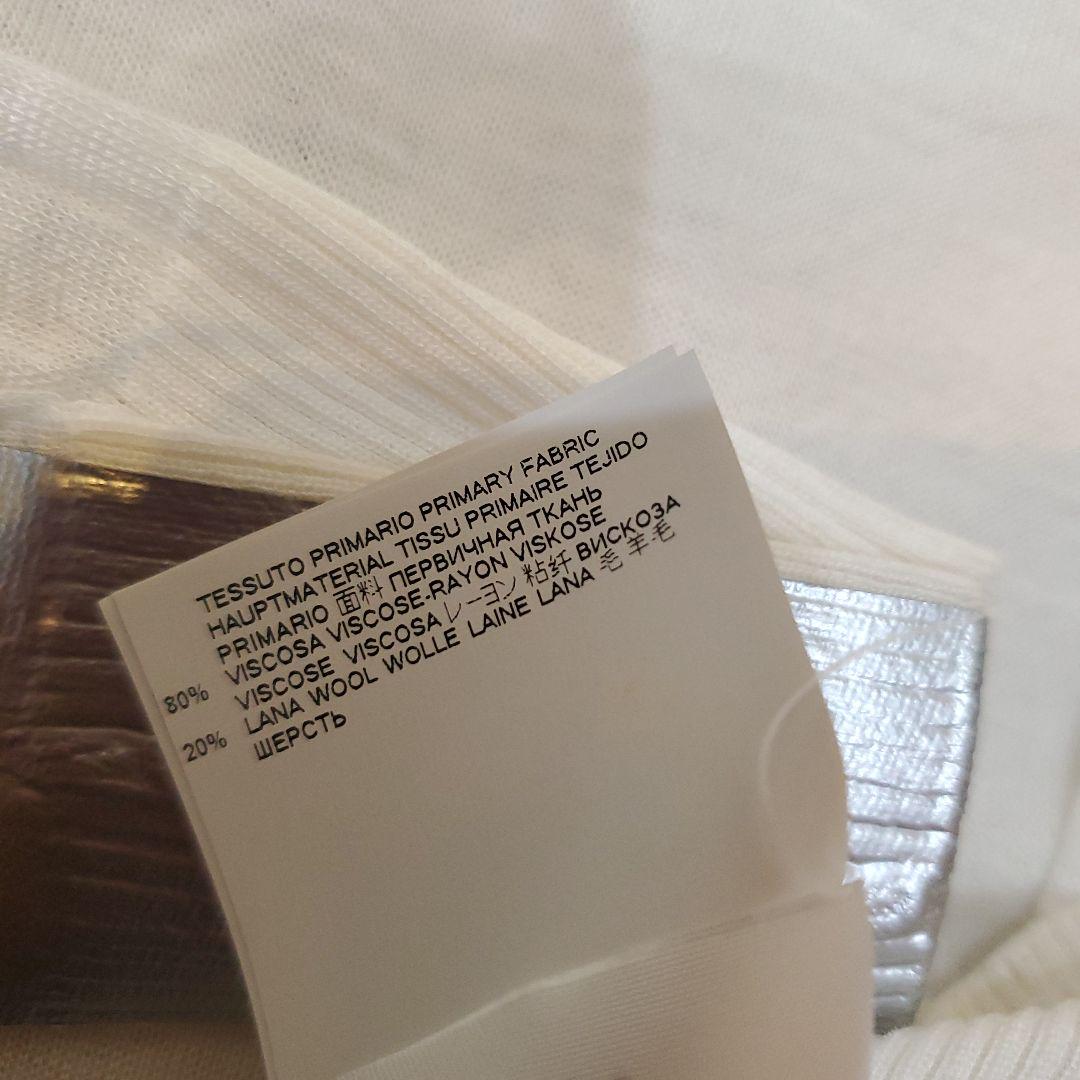 TESSUTO PRIMARIO PRIMARY FABRIC
HAUPTMATERIAL TISSU PRIMAIRE TEJIDO
PRIMARIO 面料 ПЕРВИЧНАЯ ТКАНЬ
80% VISCOSA VISCOSE-RAYON VISKOSE
VISCOSE VISCOSA レーヨン 粘纤 ВИСКОЗА
20% LANA WOOL WOLLE LAINE LANA 毛 羊毛
ШЕРСТЬ